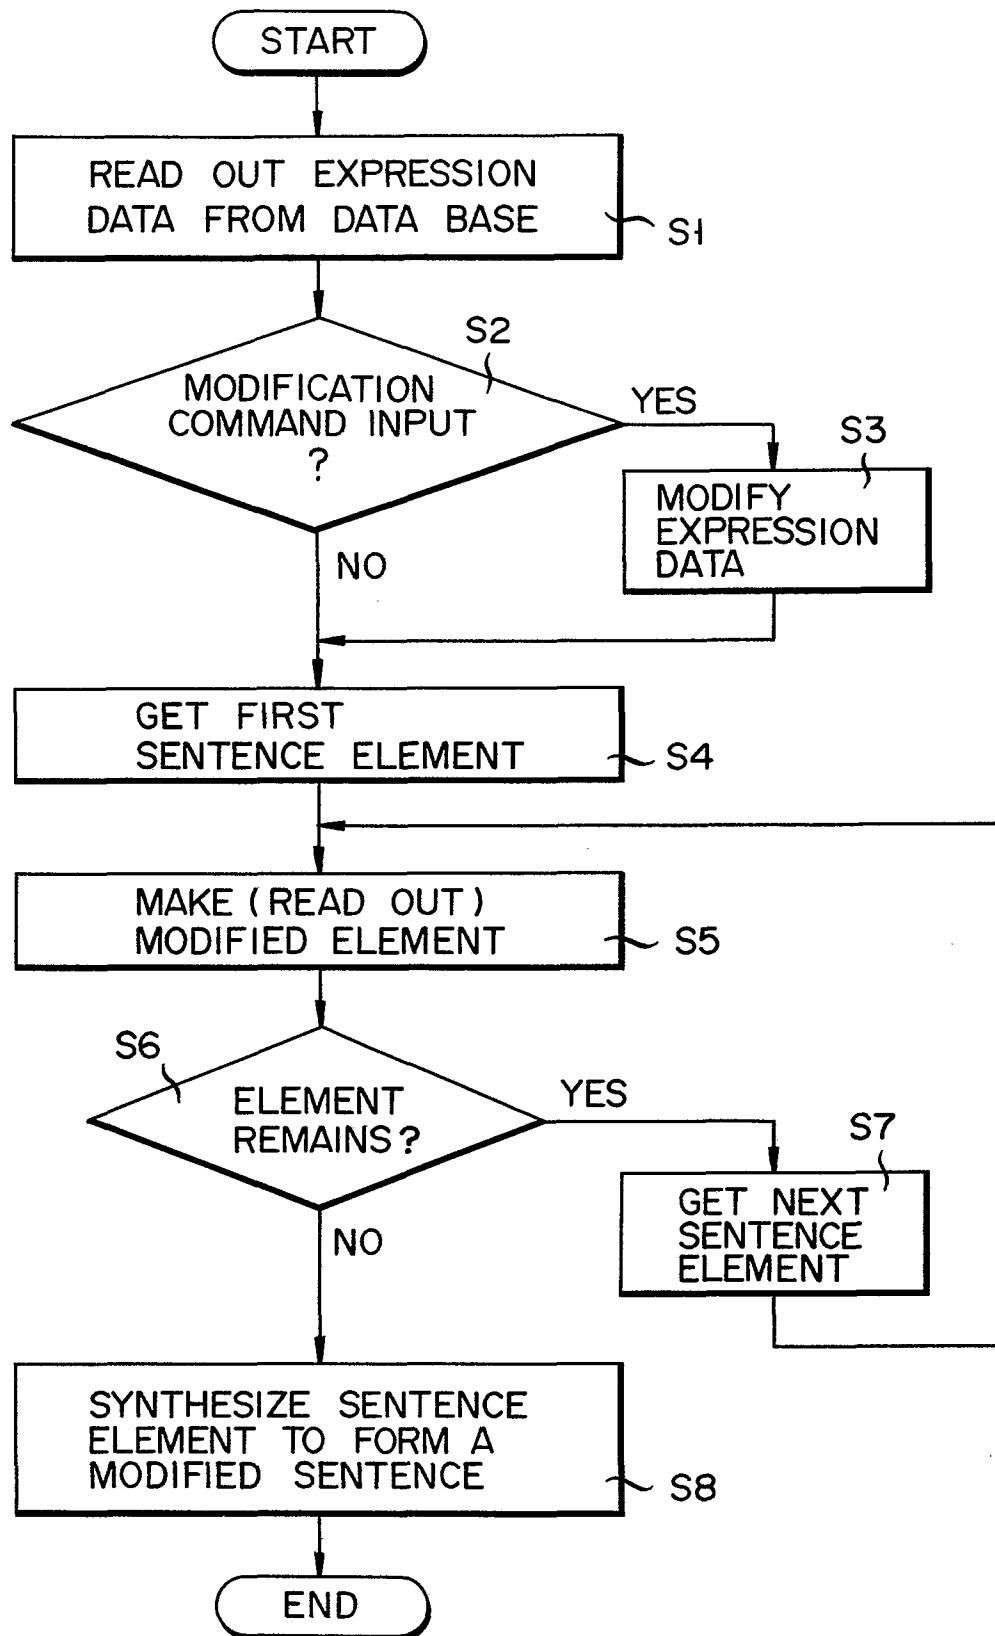 START
READ OUT EXPRESSION
DATA FROM DATA BASE
S1
S2
MODIFICATION
COMMAND INPUT
?
YES
S3
MODIFY
EXPRESSION
DATA
NO
GET FIRST
SENTENCE ELEMENT
S4
MAKE (READ OUT)
MODIFIED ELEMENT
S5
S6
ELEMENT
REMAINS?
YES
S7
GET NEXT
SENTENCE
ELEMENT
NO
SYNTHESIZE SENTENCE
ELEMENT TO FORM A
MODIFIED SENTENCE
S8
END